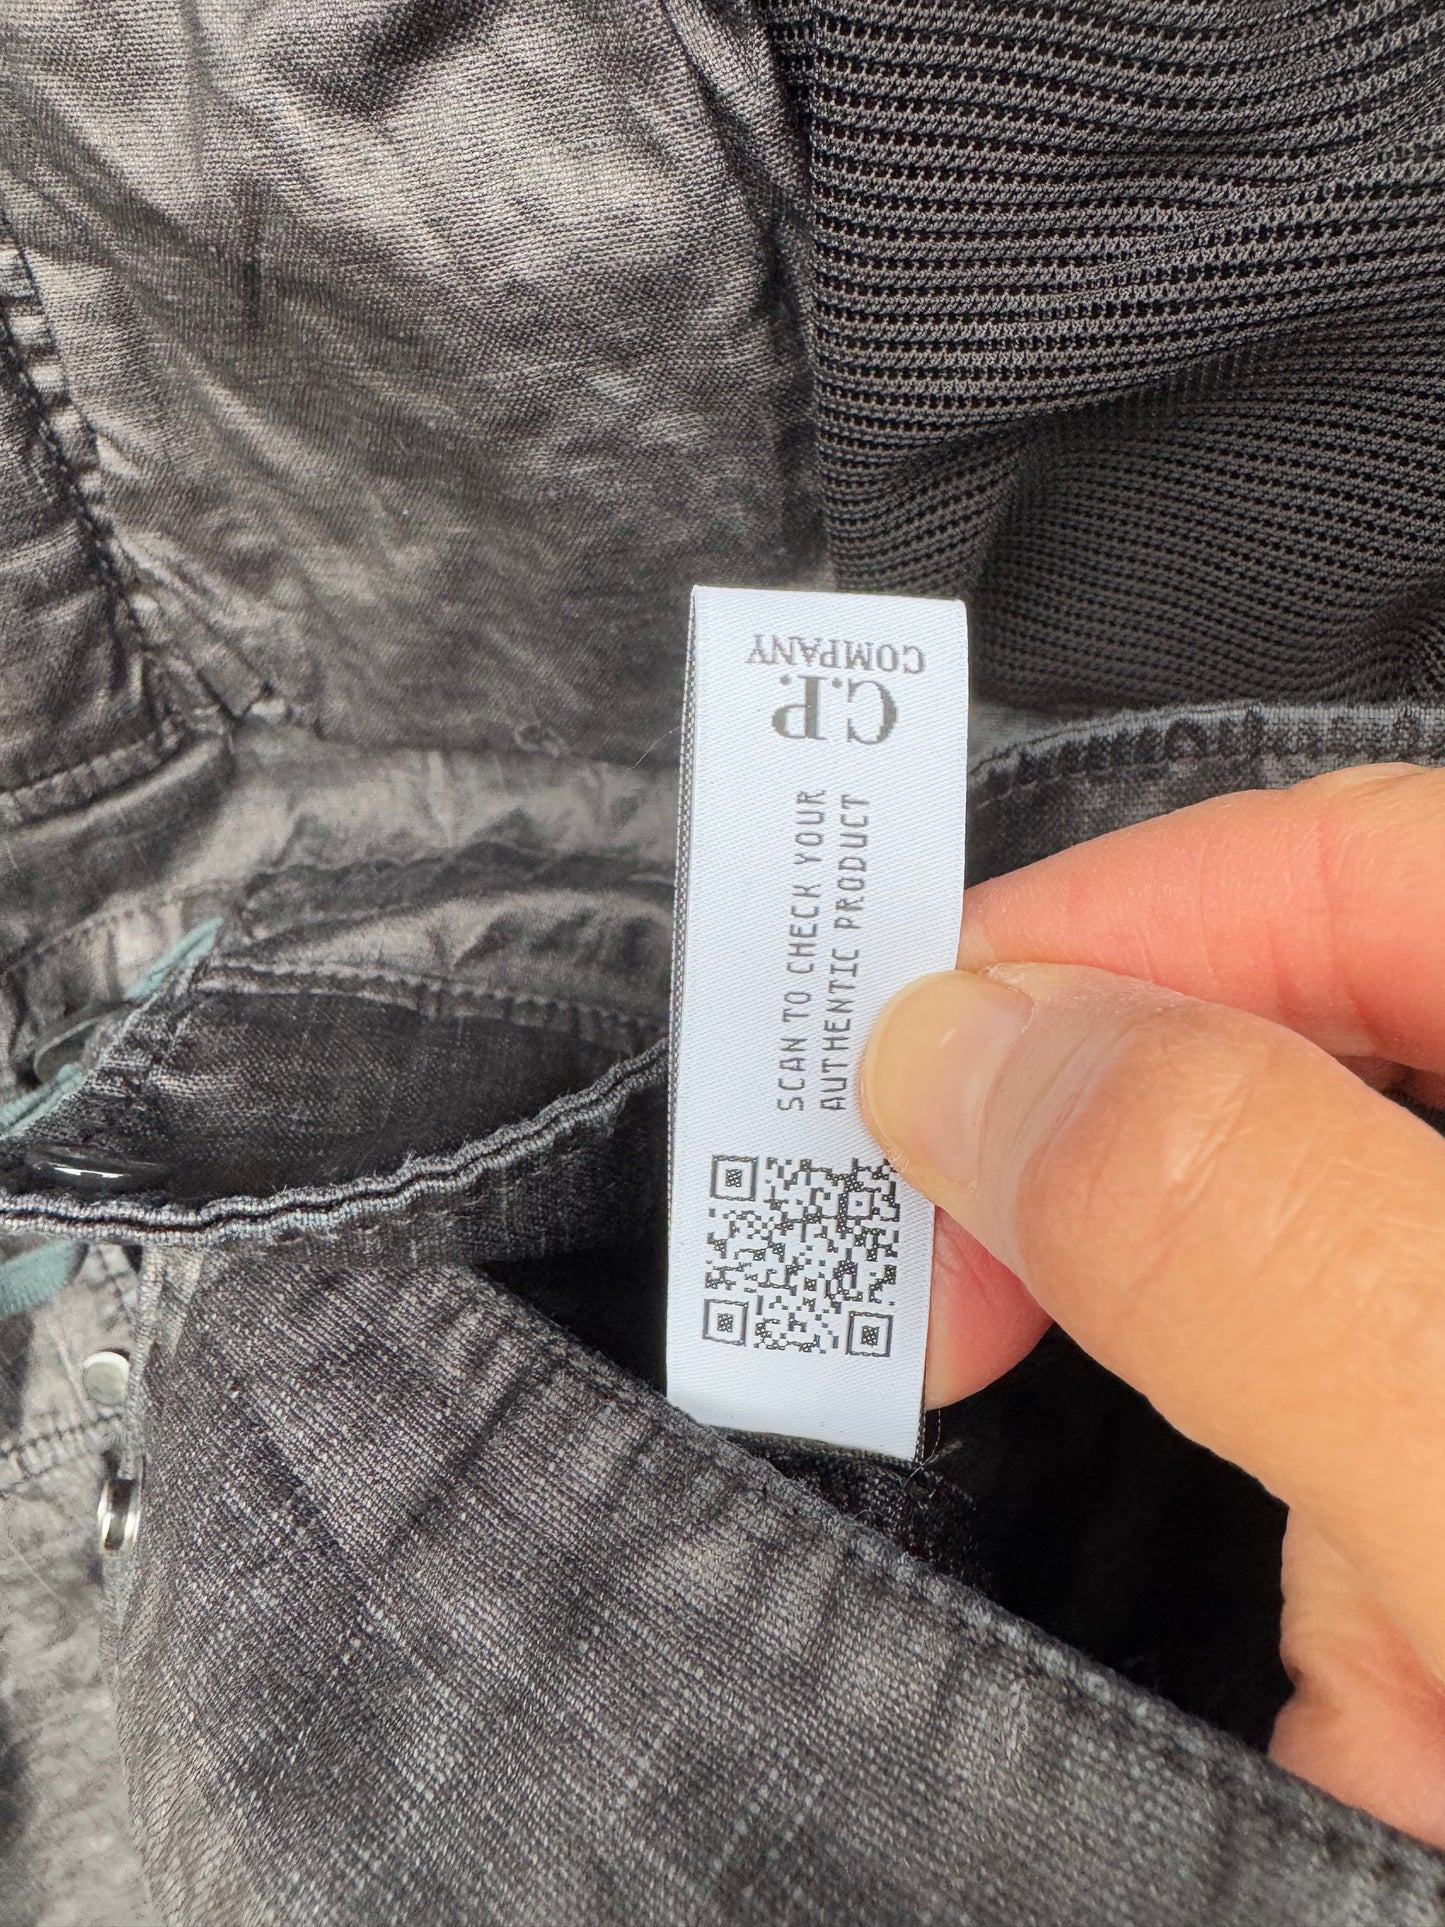 C.P.
COMPANY
SCAN TO CHECK YOUR
AUTHENTIC PRODUCT